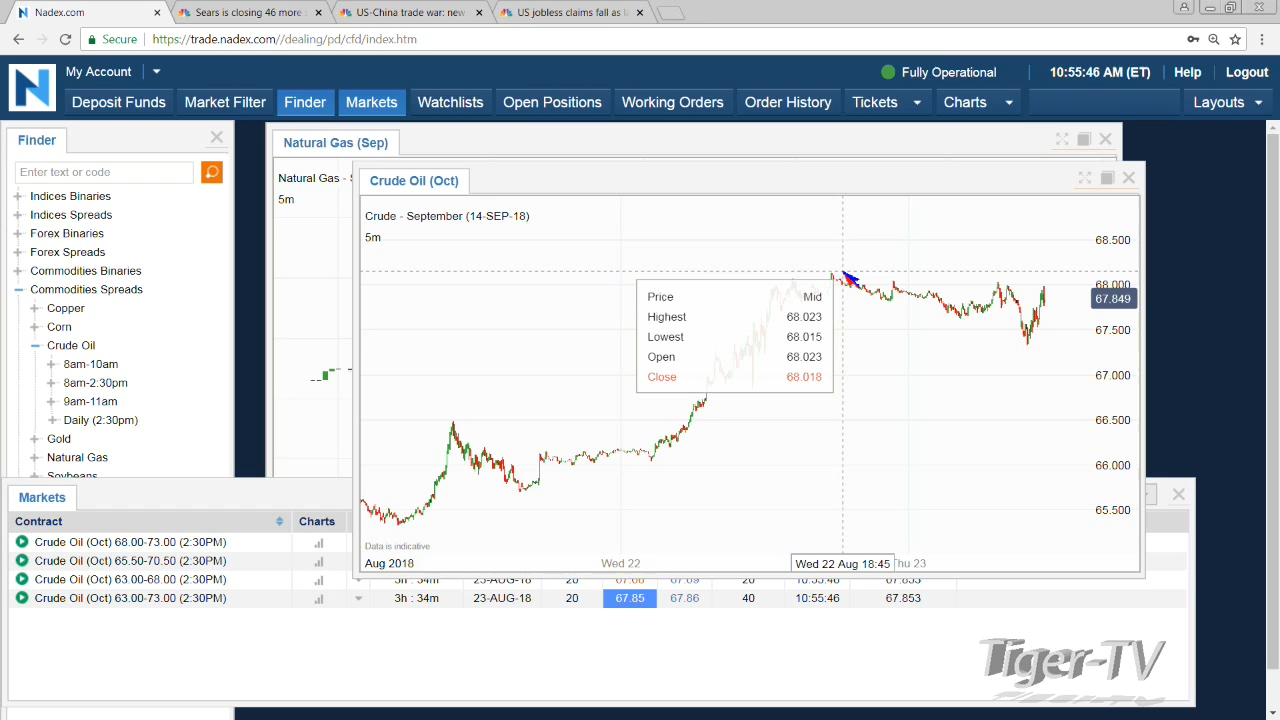 Nadex.com
Sears is closing 46 more
US-China trade war: new
US jobless claims fall as
Secure
https://trade.nadex.com//dealing/pd/cfd/index.htm
N
My Account
Fully Operational
10:55:46 AM (ET)
Help
Logout
Deposit Funds
Market Filter
Finder
Markets
Watchlists
Open Positions
Working Orders
Order History
Tickets
Charts
Layouts
Finder
Enter text or code
Indices Binaries
Indices Spreads
Forex Binaries
Forex Spreads
Commodities Binaries
Commodities Spreads
Copper
Corn
Crude Oil
8am-10am
8am-2:30pm
9am-11am
Daily (2:30pm)
Gold
Natural Gas
Soybeans
Natural Gas (Sep)
Natural Gas -
5m
Crude Oil (Oct)
Crude - September (14-SEP-18)
5m
Price Mid
Highest 68.023
Lowest 68.015
Open 68.023
Close 68.018
68.500
68.000
67.849
67.500
67.000
66.500
66.000
65.500
Data is indicative
Aug 2018
Wed 22
Wed 22 Aug 18:45
Thu 23
Markets
Contract Charts
Crude Oil (Oct) 68.00-73.00 (2:30PM)
Crude Oil (Oct) 65.50-70.50 (2:30PM)
Crude Oil (Oct) 63.00-68.00 (2:30PM) 3h : 34m 23-AUG-18 20 67.66 67.69 40 10:55:46 67.853
Crude Oil (Oct) 63.00-73.00 (2:30PM) 3h : 34m 23-AUG-18 20 67.85 67.86 40 10:55:46 67.853
Tiger-TV